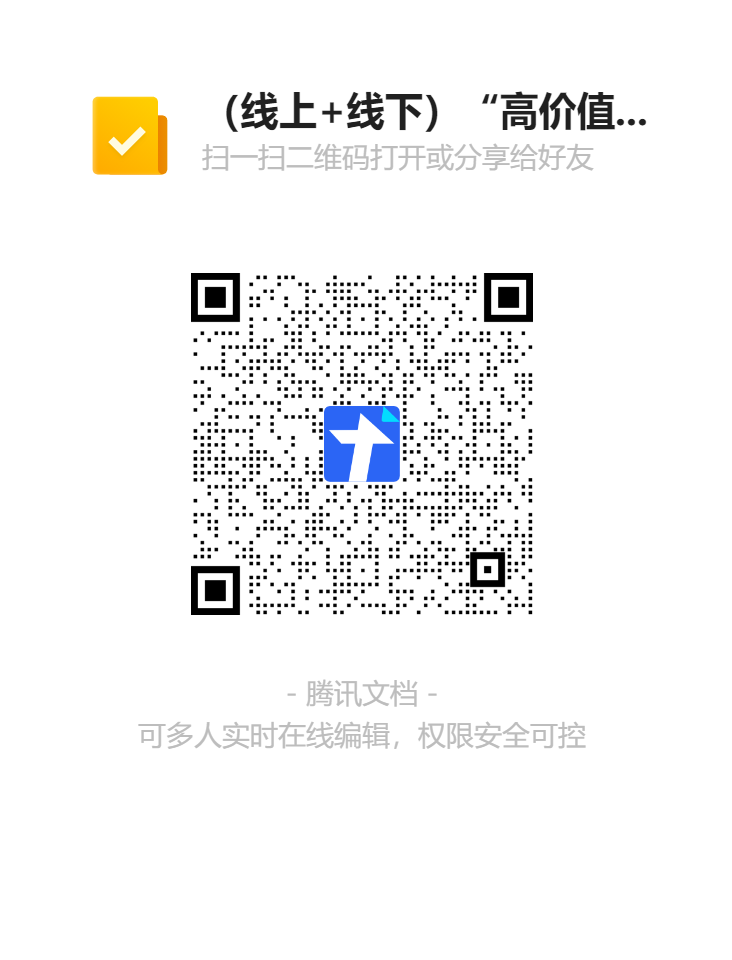 （线上+线下）“高价值...
扫一扫二维码打开或分享给好友
- 腾讯文档 -
可多人实时在线编辑，权限安全可控